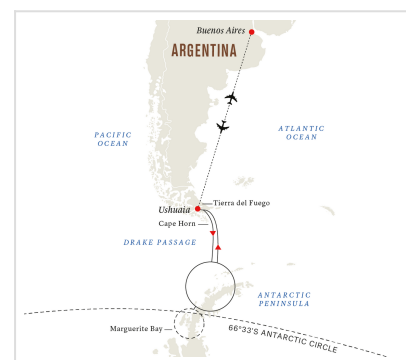 Buenos Aires
ARGENTINA
PACIFIC
OCEAN
ATLANTIC
OCEAN
Tierra del Fuego
Ushuaia
Cape Horn
DRAKE PASSAGE
ANTARCTIC
PENINSULA
Marguerite Bay
66°33'S ANTARCTIC CIRCLE